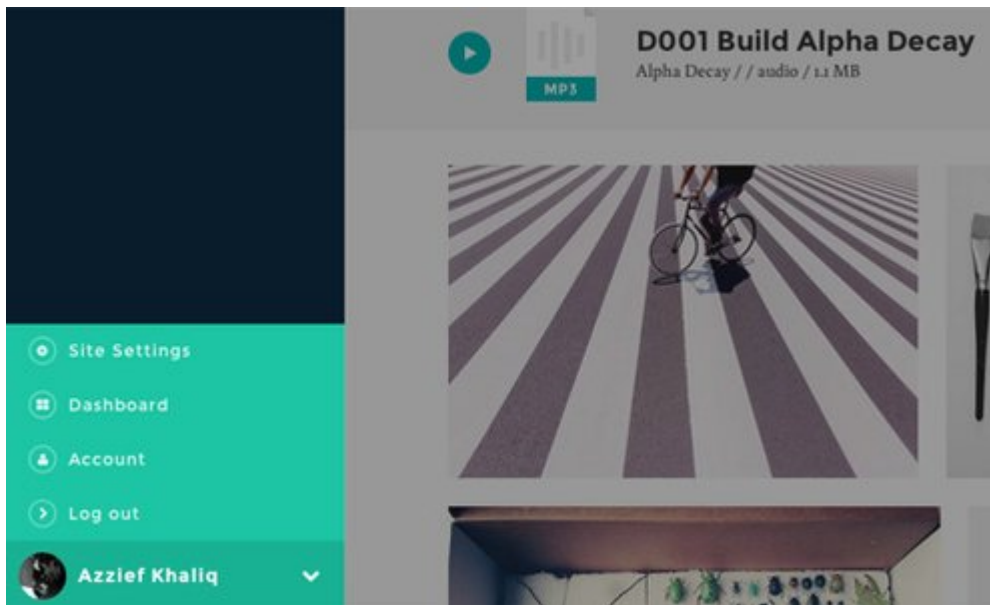 D001 Build Alpha Decay
Alpha Decay / / audio / 1.1 MB
MP3
Site Settings
Dashboard
Account
Log out
Azzief Khaliq